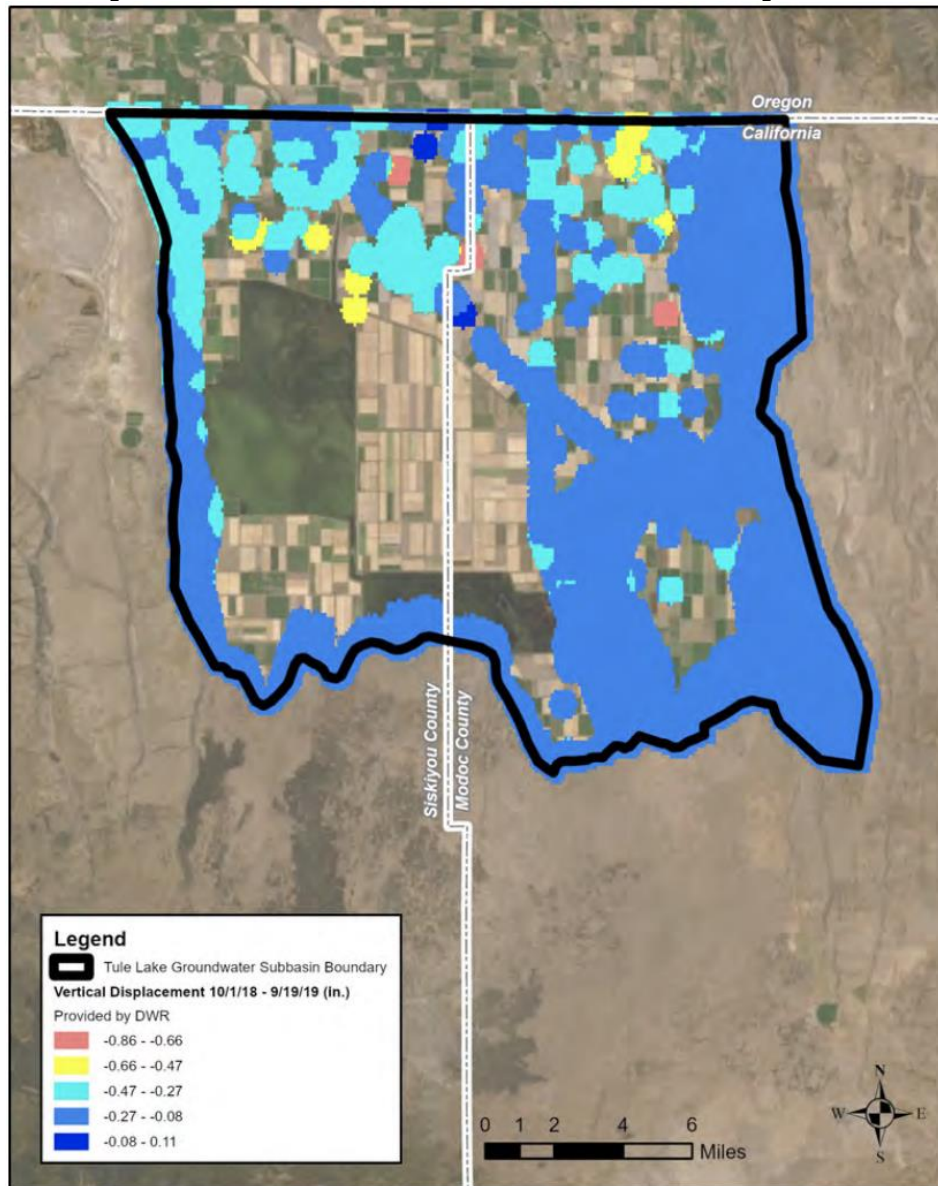 Oregon
California
Siskiyou County
Modoc County
Legend
Tule Lake Groundwater Subbasin Boundary
Vertical Displacement 10/1/18 - 9/19/19 (in.)
Provided by DWR
-0.86 - -0.66
-0.66 - -0.47
-0.47 - -0.27
-0.27 - -0.08
-0.08 - 0.11
0 1 2 4 6
Miles
N
W E
S